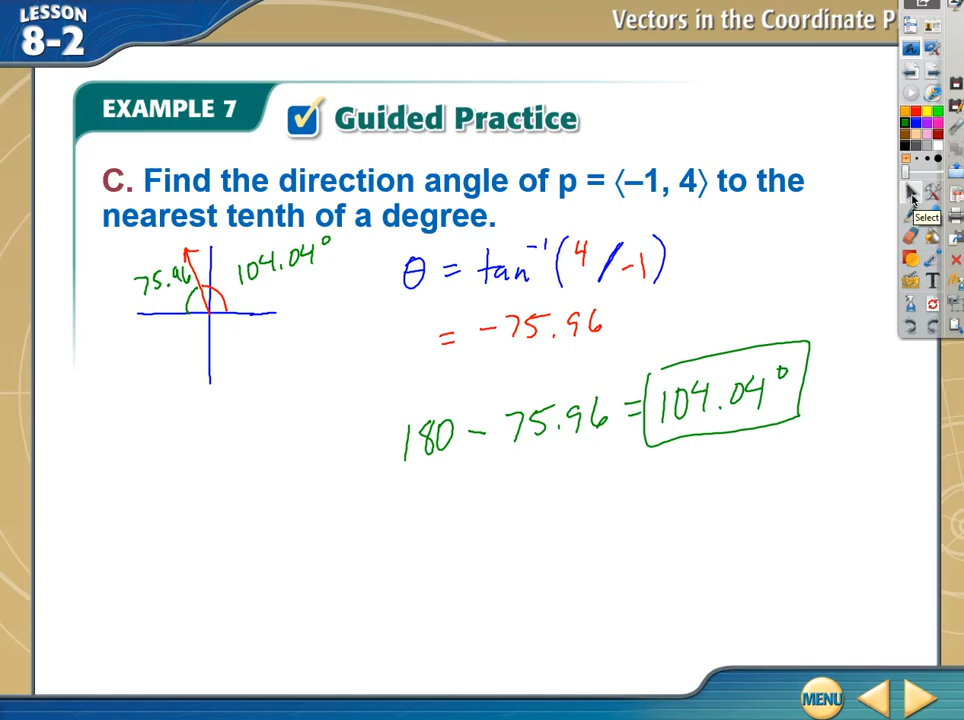 LESSON
8-2
Vectors in the Coordinate P
EXAMPLE 7
Guided Practice
C. Find the direction angle of p = ⟨–1, 4⟩ to the
nearest tenth of a degree.
75.96
104.04°
θ = tan⁻¹(4/-1)
= -75.96
180 - 75.96 = 104.04°
Select
MENU